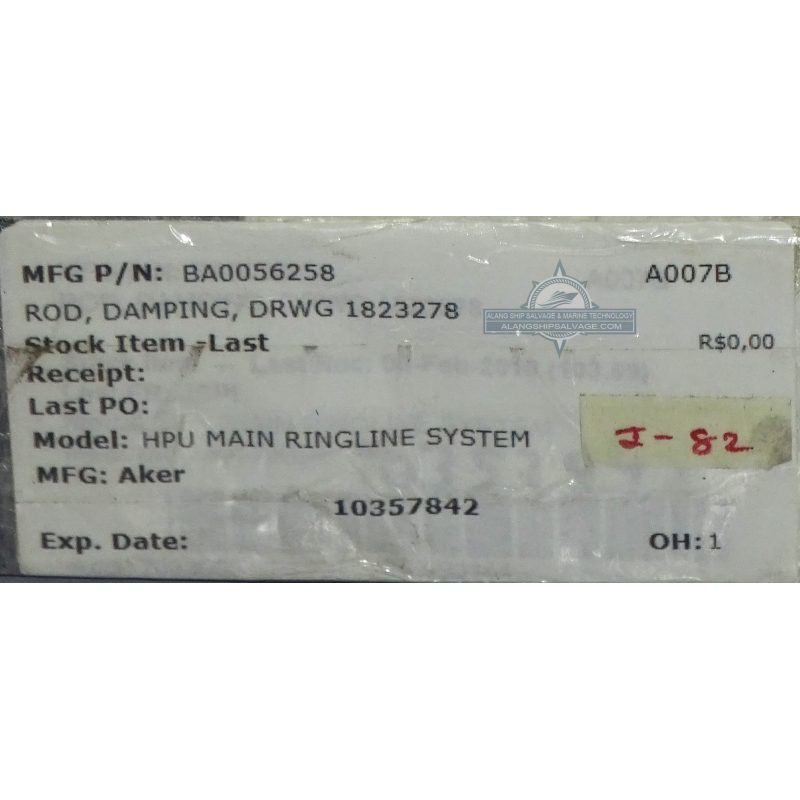 MFG P/N: BA0056258 A007B
ROD, DAMPING, DRWG 1823278
ALANG SHIP SALVAGE & MARINE TECHNOLOGY
ALANGSHIPSALVAGE.COM
Stock Item -Last R$0,00
Receipt:
Last PO:
Model: HPU MAIN RINGLINE SYSTEM
J-82
MFG: Aker
10357842
Exp. Date: OH:1